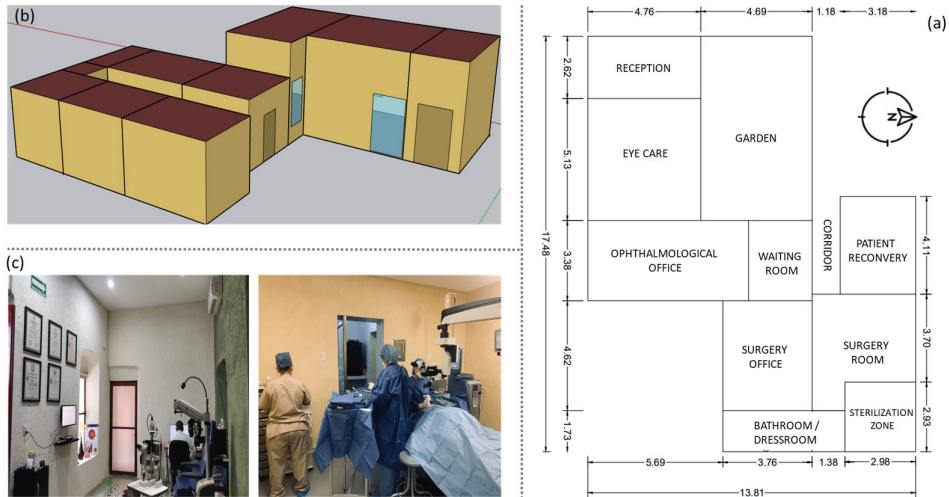 (b)
(c)
(a)
4.76
4.69
1.18
3.18
17.48
2.62
5.13
3.38
4.62
1.73
RECEPTION
EYE CARE
GARDEN
N
OPHTHALMOLOGICAL
OFFICE
WAITING
ROOM
CORRIDOR
PATIENT
RECONVERY
4.11
SURGERY
OFFICE
SURGERY
ROOM
3.70
BATHROOM /
DRESSROOM
STERILIZATION
ZONE
2.93
5.69
3.76
1.38
2.98
13.81